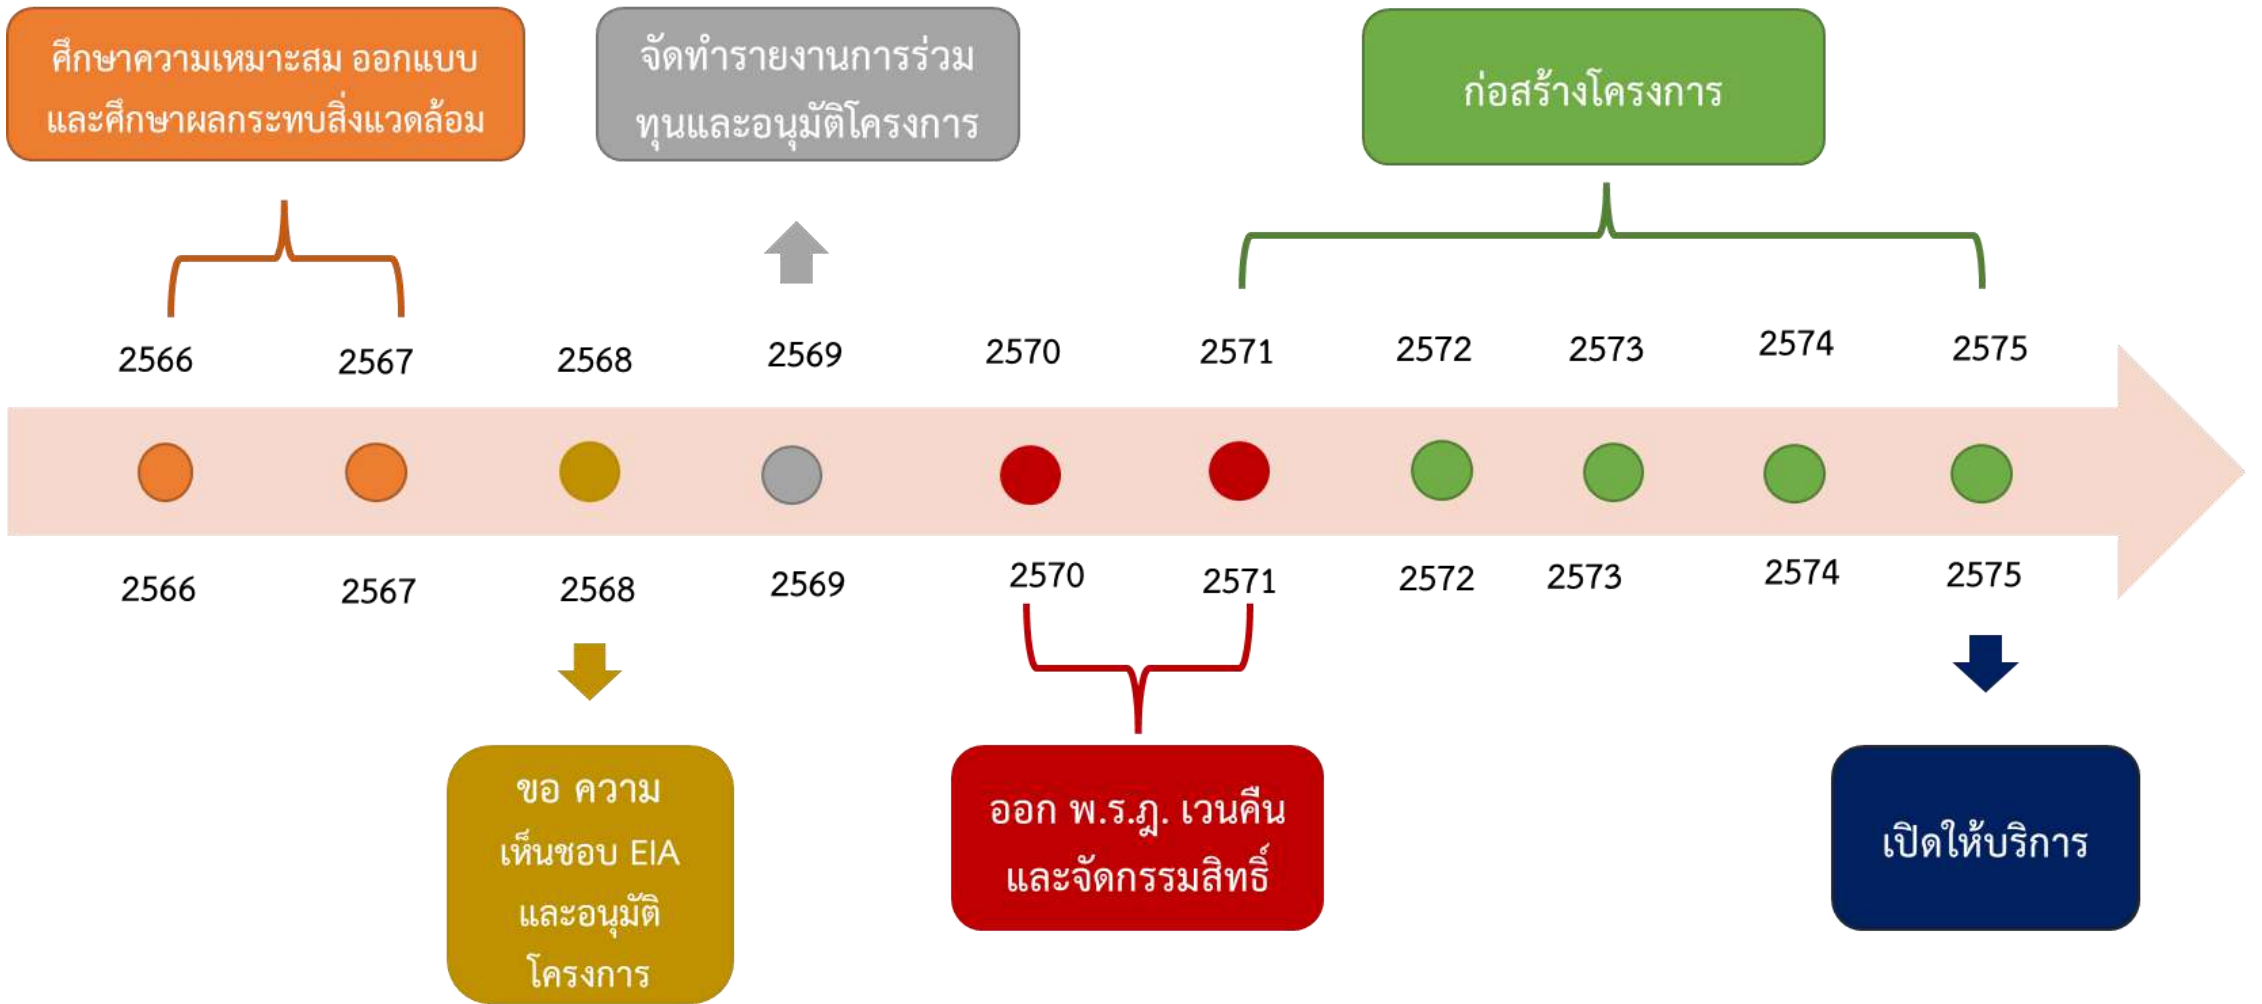 ศึกษาความเหมาะสม ออกแบบ
และศึกษาผลกระทบสิ่งแวดล้อม
จัดทำรายงานการร่วม
ทุนและอนุมัติโครงการ
ก่อสร้างโครงการ
2566 2567 2568 2569 2570 2571 2572 2573 2574 2575
2566 2567 2568 2569 2570 2571 2572 2573 2574 2575
ขอ ความ
เห็นชอบ EIA
และอนุมัติ
โครงการ
ออก พ.ร.ฎ. เวนคืน
และจัดกรรมสิทธิ์
เปิดให้บริการ